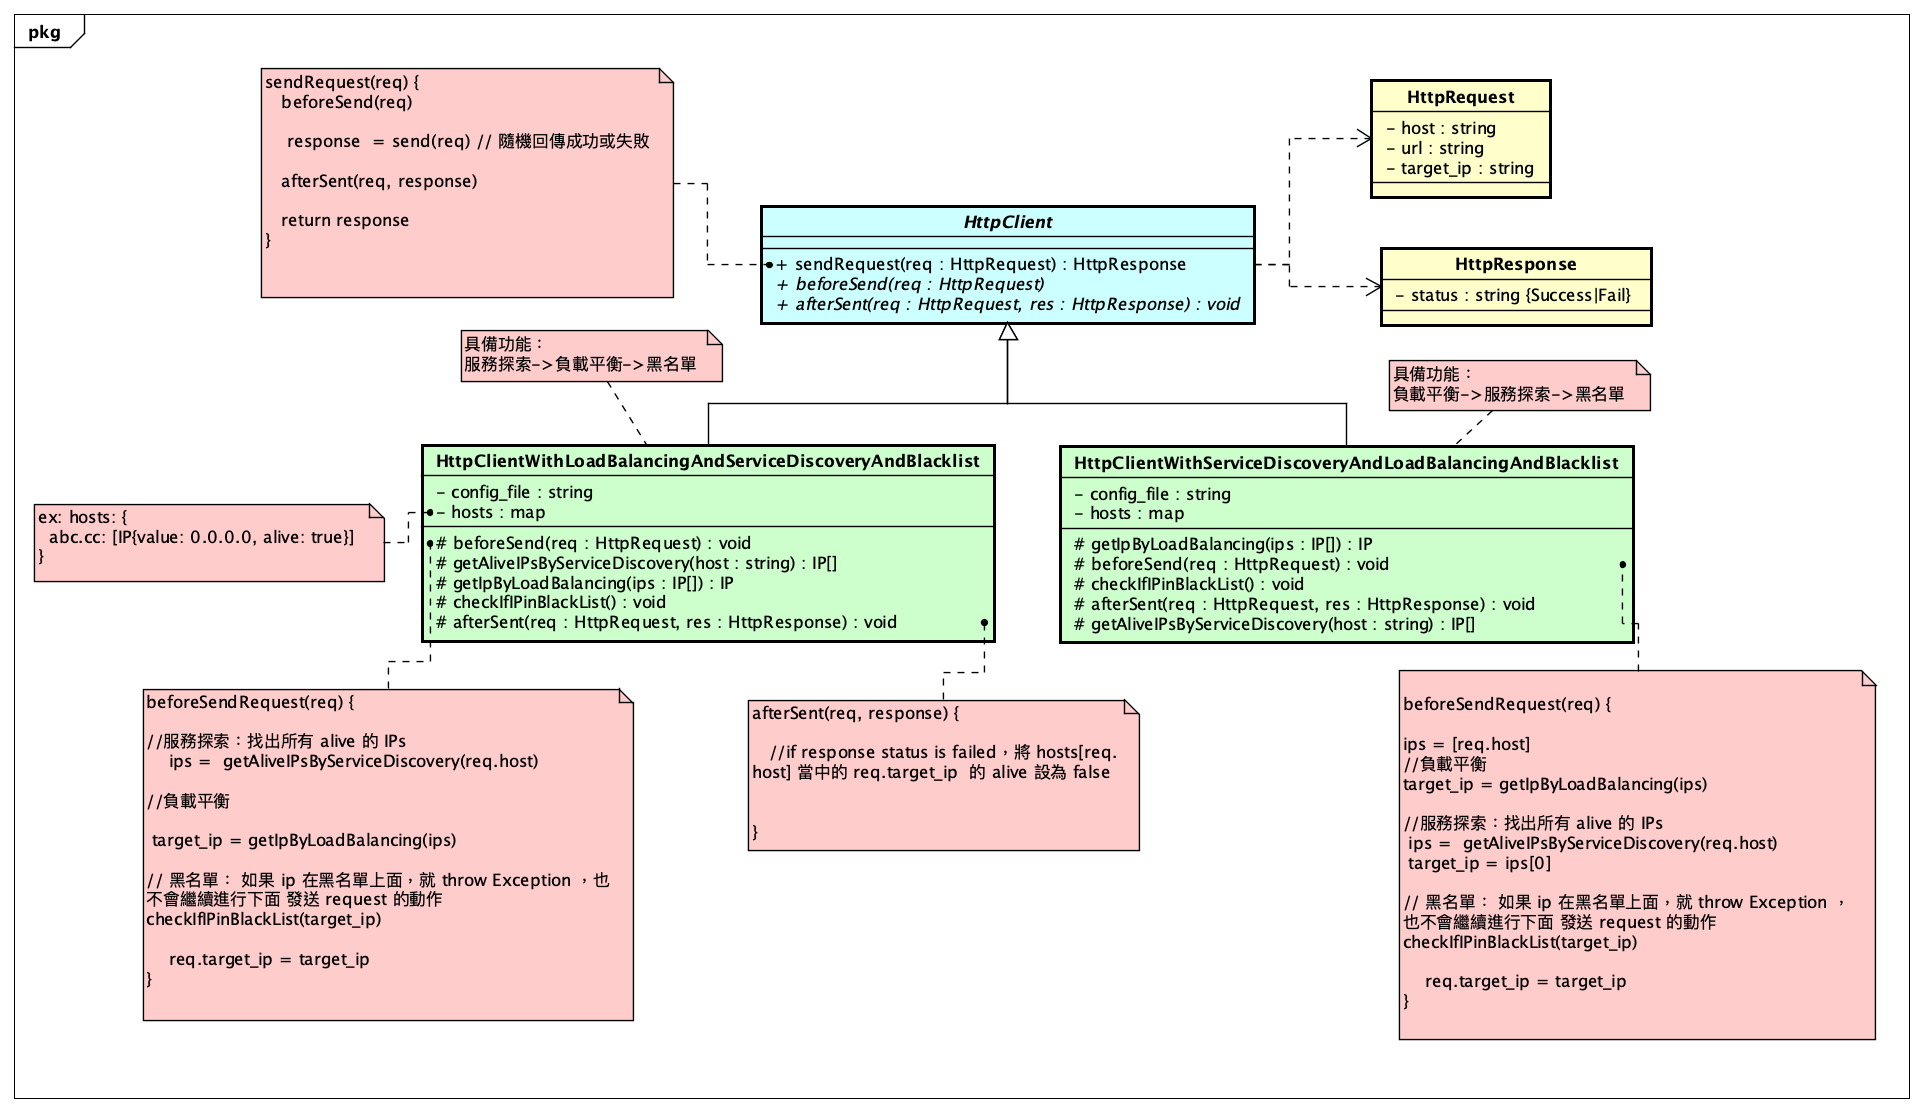 pkg
sendRequest(req) {
beforeSend(req)
response = send(req) // 隨機回傳成功或失敗
afterSent(req, response)
return response
}
HttpRequest
- host : string
- url : string
- target_ip : string
HttpClient
+ sendRequest(req : HttpRequest) : HttpResponse
+ beforeSend(req : HttpRequest)
+ afterSent(req : HttpRequest, res : HttpResponse) : void
HttpResponse
- status : string {Success|Fail}
具備功能：
服務探索->負載平衡->黑名單
具備功能：
負載平衡->服務探索->黑名單
HttpClientWithLoadBalancingAndServiceDiscoveryAndBlacklist
- config_file : string
- hosts : map
# beforeSend(req : HttpRequest) : void
# getAliveIPsByServiceDiscovery(host : string) : IP[]
# getIpByLoadBalancing(ips : IP[]) : IP
# checkIfIPinBlackList() : void
# afterSent(req : HttpRequest, res : HttpResponse) : void
HttpClientWithServiceDiscoveryAndLoadBalancingAndBlacklist
- config_file : string
- hosts : map
# getIpByLoadBalancing(ips : IP[]) : IP
# beforeSend(req : HttpRequest) : void
# checkIfIPinBlackList() : void
# afterSent(req : HttpRequest, res : HttpResponse) : void
# getAliveIPsByServiceDiscovery(host : string) : IP[]
ex: hosts: {
abc.cc: [IP{value: 0.0.0.0, alive: true}]
}
beforeSendRequest(req) {
//服務探索：找出所有 alive 的 IPs
ips = getAliveIPsByServiceDiscovery(req.host)
//負載平衡
target_ip = getIpByLoadBalancing(ips)
// 黑名單： 如果 ip 在黑名單上面，就 throw Exception ，也
不會繼續進行下面 發送 request 的動作
checkIfIPinBlackList(target_ip)
req.target_ip = target_ip
}
afterSent(req, response) {
//if response status is failed，將 hosts[req.
host] 當中的 req.target_ip 的 alive 設為 false
}
beforeSendRequest(req) {
ips = [req.host]
//負載平衡
target_ip = getIpByLoadBalancing(ips)
//服務探索：找出所有 alive 的 IPs
ips = getAliveIPsByServiceDiscovery(req.host)
target_ip = ips[0]
// 黑名單： 如果 ip 在黑名單上面，就 throw Exception ，
也不會繼續進行下面 發送 request 的動作
checkIfIPinBlackList(target_ip)
req.target_ip = target_ip
}